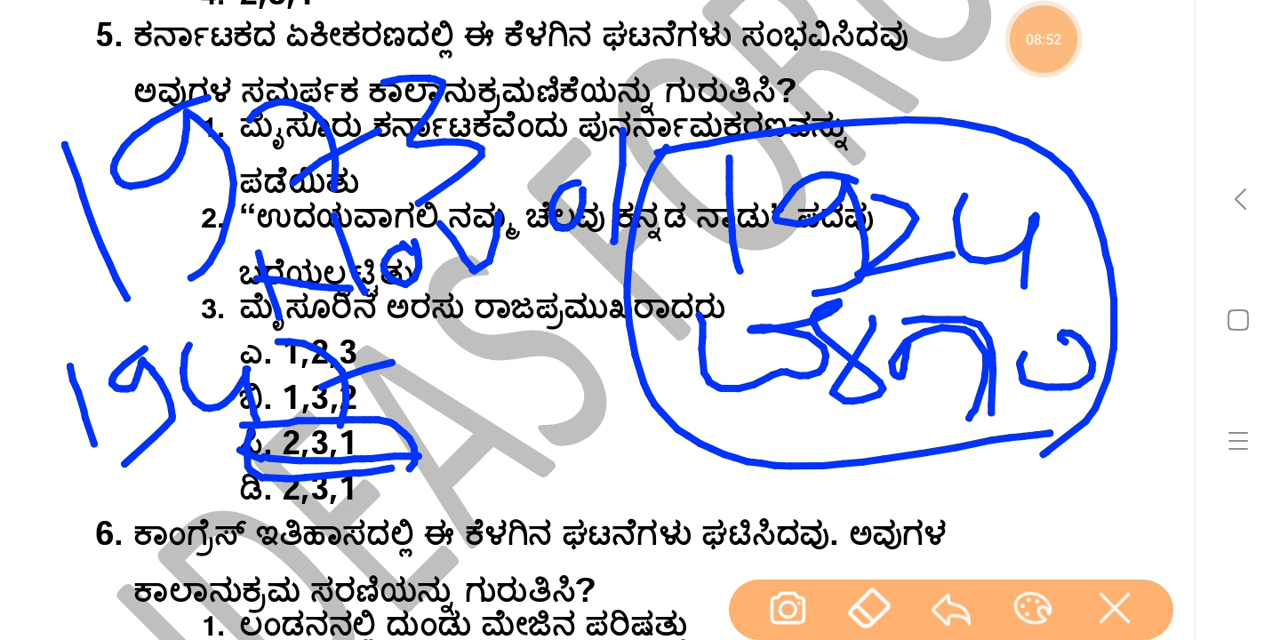 5. ಕರ್ನಾಟಕದ ಏಕೀಕರಣದಲ್ಲಿ ಈ ಕೆಳಗಿನ ಘಟನೆಗಳು ಸಂಭವಿಸಿದವು
08:52
ಅವುಗಳ ಸಮರ್ಪಕ ಕಾಲಾನುಕ್ರಮಣಿಕೆಯನ್ನು ಗುರುತಿಸಿ?
1. ಮೈಸೂರು ಕರ್ನಾಟಕವೆಂದು ಪುನರ್ನಾಮಕರಣವನ್ನು
ಪಡೆಯಿತು
1973 Nov 01
2. “ಉದಯವಾಗಲಿ ನಮ್ಮ ಚೆಲುವು ಕನ್ನಡ ನಾಡು" ಪದವು
1924
ಬರೆಯಲ್ಪಟ್ಟಿತು
3. ಮೈಸೂರಿನ ಅರಸು ರಾಜಪ್ರಮುಖರಾದರು
1947
ಎ. 1,2,3
ಬಿ. 1,3,2
ಸಿ. 2,3,1
ಡಿ. 2,3,1
6. ಕಾಂಗ್ರೆಸ್ ಇತಿಹಾಸದಲ್ಲಿ ಈ ಕೆಳಗಿನ ಘಟನೆಗಳು ಘಟಿಸಿದವು. ಅವುಗಳ
ಕಾಲಾನುಕ್ರಮ ಸರಣಿಯನ್ನು ಗುರುತಿಸಿ?
1. ಲಂಡನನಲ್ಲಿ ದುಂಡು ಮೇಜಿನ ಪರಿಷತ್ತು